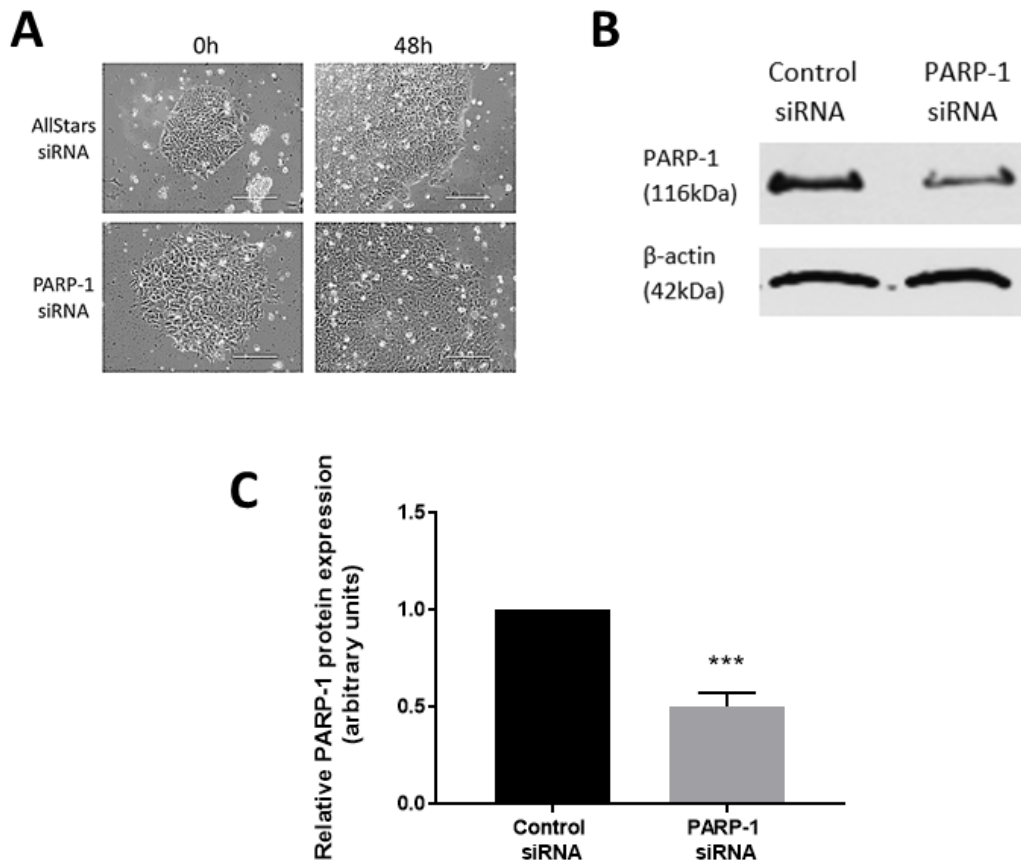 A
0h
48h
AllStars
siRNA
PARP-1
siRNA
B
Control
siRNA
PARP-1
siRNA
PARP-1
(116kDa)
β-actin
(42kDa)
C
Relative PARP-1 protein expression
(arbitrary units)
1.5
1.0
0.5
0.0
***
Control
siRNA
PARP-1
siRNA